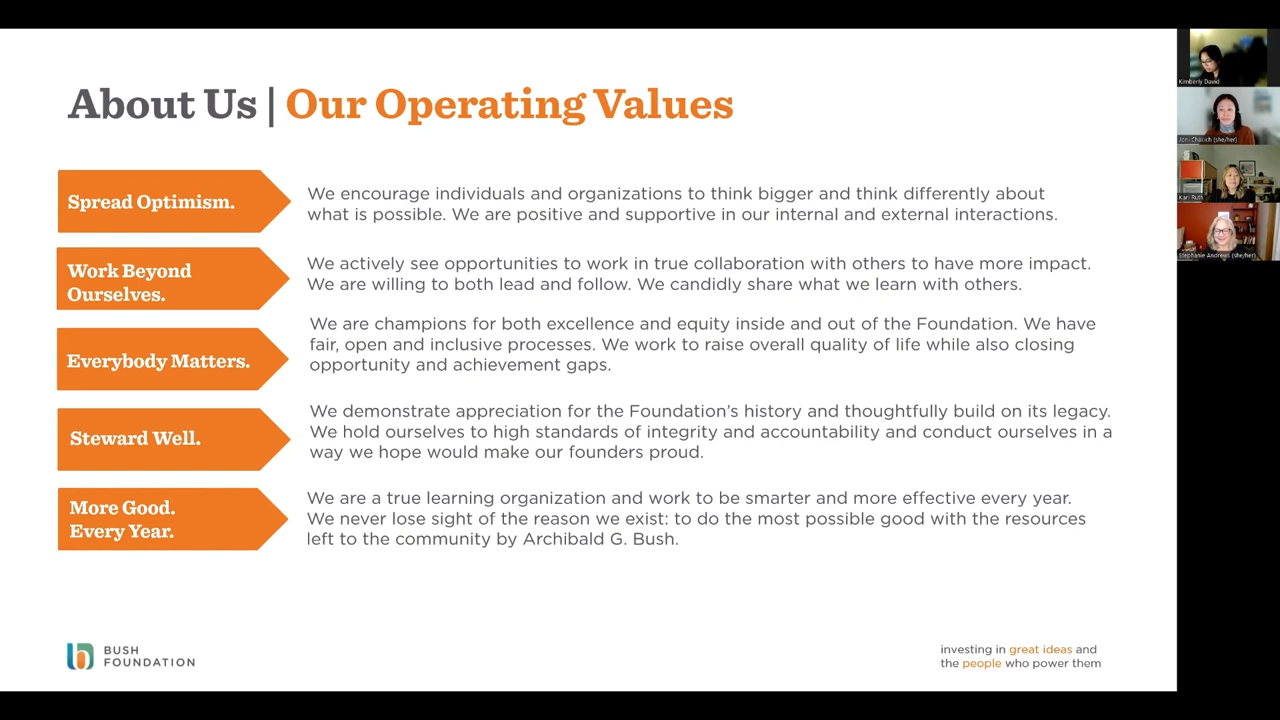 About Us | Our Operating Values
Spread Optimism.
We encourage individuals and organizations to think bigger and think differently about
what is possible. We are positive and supportive in our internal and external interactions.
Work Beyond
Ourselves.
We actively see opportunities to work in true collaboration with others to have more impact.
We are willing to both lead and follow. We candidly share what we learn with others.
Everybody Matters.
We are champions for both excellence and equity inside and out of the Foundation. We have
fair, open and inclusive processes. We work to raise overall quality of life while also closing
opportunity and achievement gaps.
Steward Well.
We demonstrate appreciation for the Foundation's history and thoughtfully build on its legacy.
We hold ourselves to high standards of integrity and accountability and conduct ourselves in a
way we hope would make our founders proud.
More Good.
Every Year.
We are a true learning organization and work to be smarter and more effective every year.
We never lose sight of the reason we exist: to do the most possible good with the resources
left to the community by Archibald G. Bush.
BUSH
FOUNDATION
investing in great ideas and
the people who power them
Kimberly David
(she/her)
Kari Ruth
Stephanie Andrews (she/her)